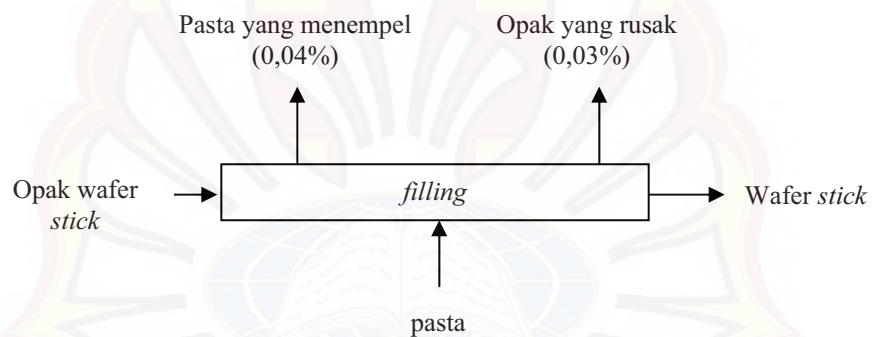 Pasta yang menempel
(0,04%)
Opak yang rusak
(0,03%)
Opak wafer
stick
filling
Wafer stick
pasta